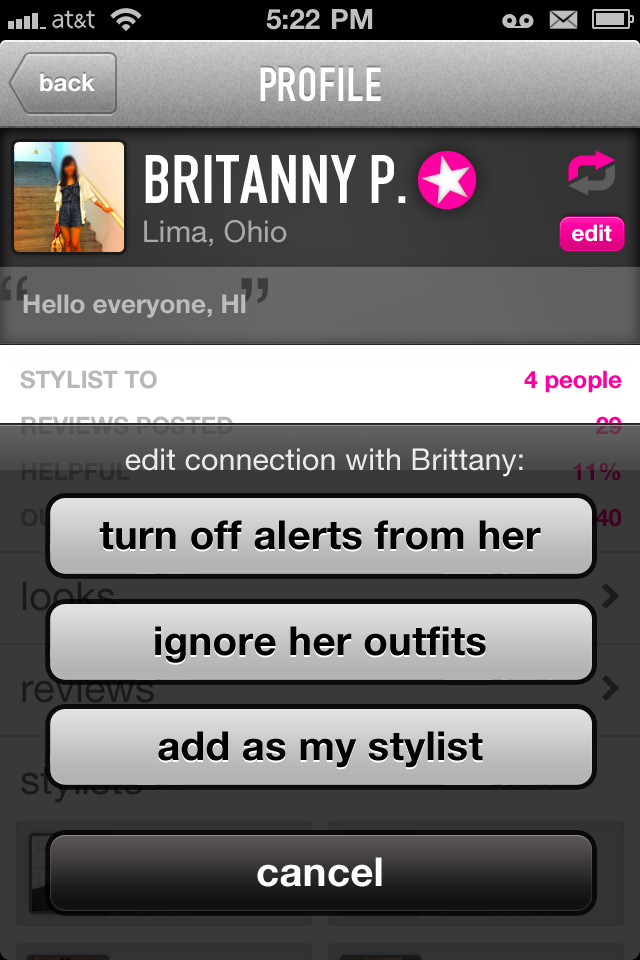 at&t 5:22 PM
back
PROFILE
BRITANNY P.
Lima, Ohio
edit
“Hello everyone, HI”
STYLIST TO 4 people
REVIEWS POSTED 29
edit connection with Brittany:
HELPFUL 11%
turn off alerts from her
40
looks
ignore her outfits
reviews
add as my stylist
stylists
cancel